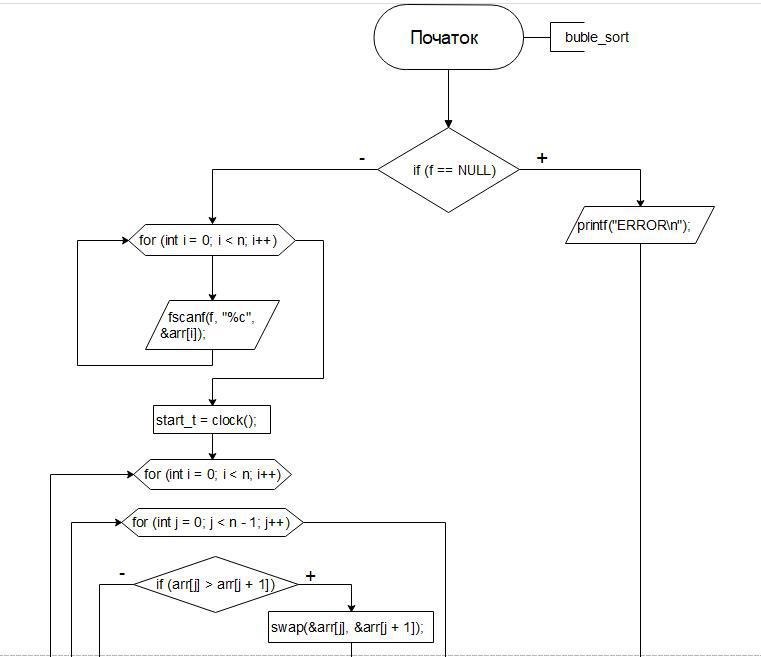 Початок
buble_sort
if (f == NULL)
-
+
printf("ERROR\n");
for (int i = 0; i < n; i++)
fscanf(f, "%c",
&arr[i]);
start_t = clock();
for (int i = 0; i < n; i++)
for (int j = 0; j < n - 1; j++)
-
if (arr[j] > arr[j + 1])
+
swap(&arr[j], &arr[j + 1]);